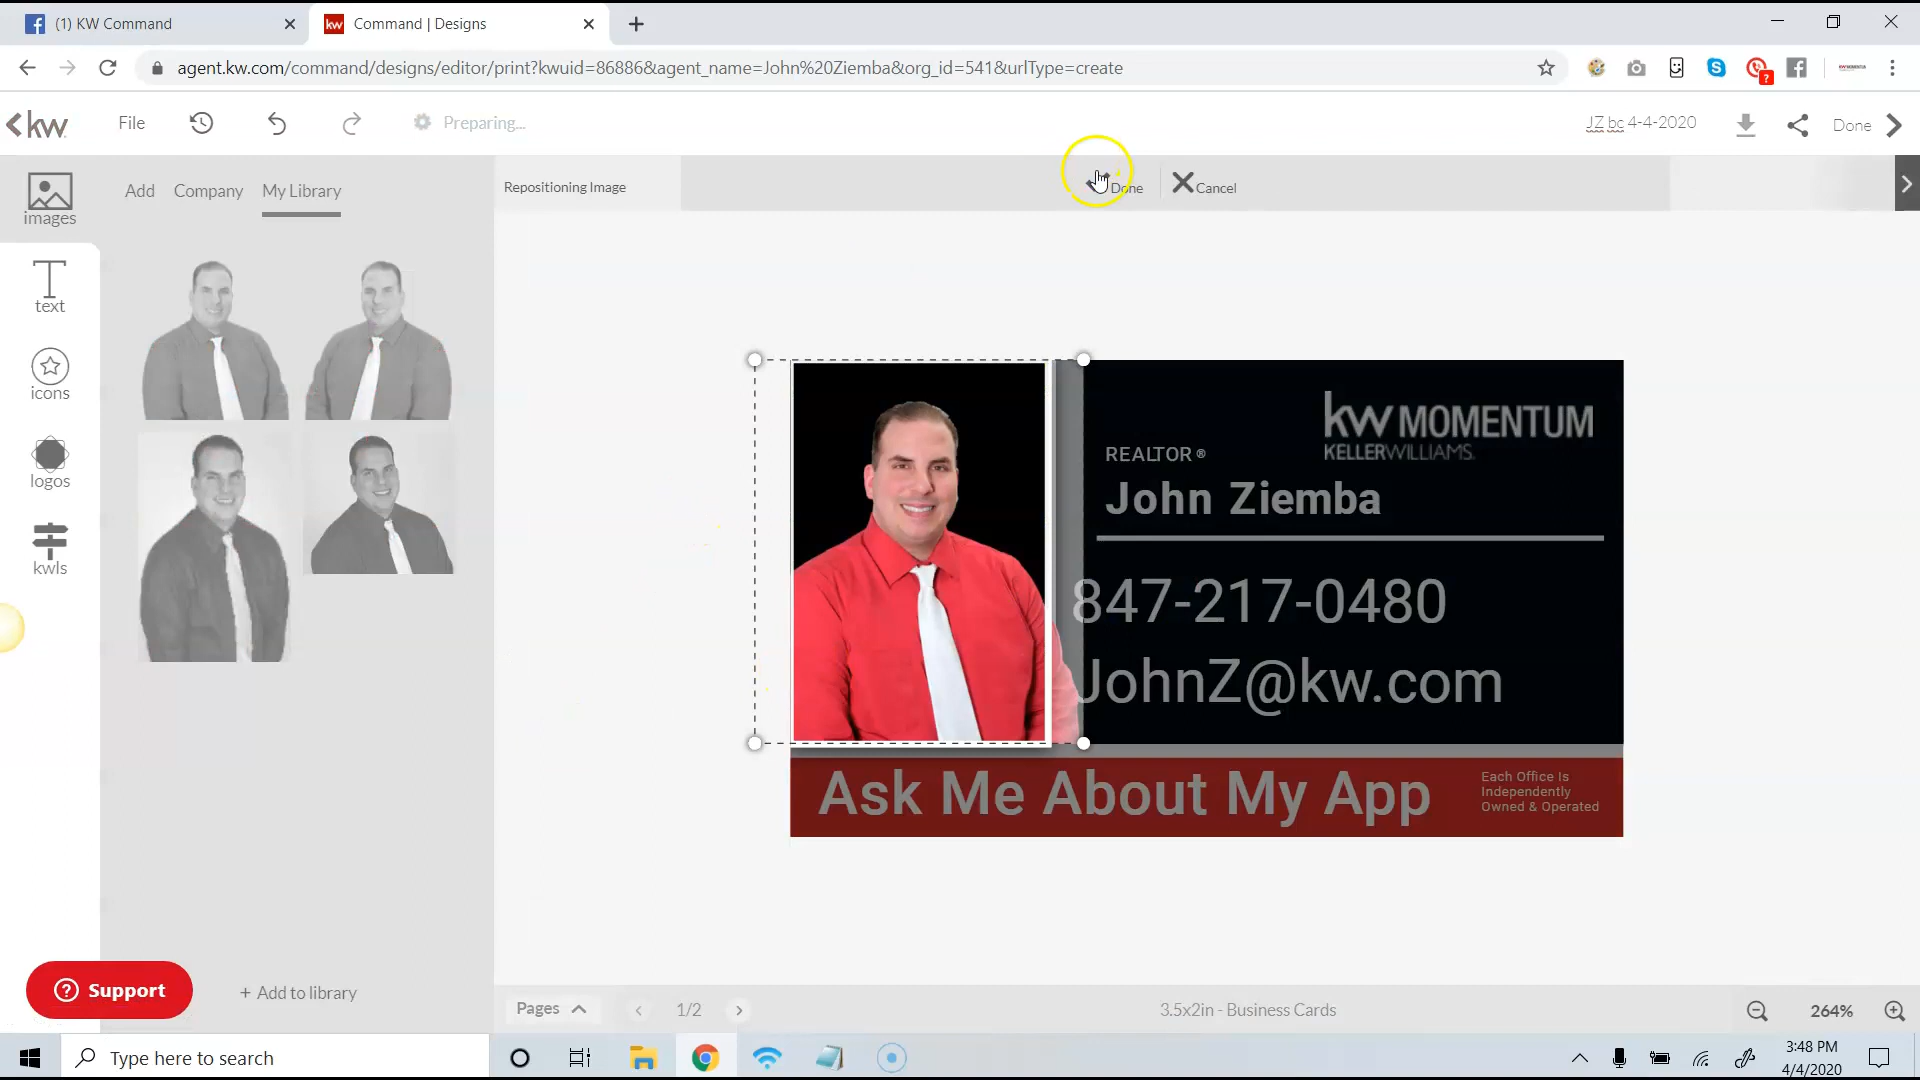 (1) KW Command
kw Command | Designs
agent.kw.com/command/designs/editor/print?kwuid=86886&agent_name=John%20Ziemba&org_id=541&urlType=create
kw File Preparing... JZ bc 4-4-2020 Done
images
text
icons
logos
kwls
Add Company My Library
Repositioning Image Done Cancel
kw MOMENTUM
KELLERWILLIAMS.
REALTOR®
John Ziemba
847-217-0480
JohnZ@kw.com
Ask Me About My App
Each Office Is
Independently
Owned & Operated
Support
+ Add to library
Pages 1/2 3.5x2in - Business Cards 264%
Type here to search
3:48 PM
4/4/2020